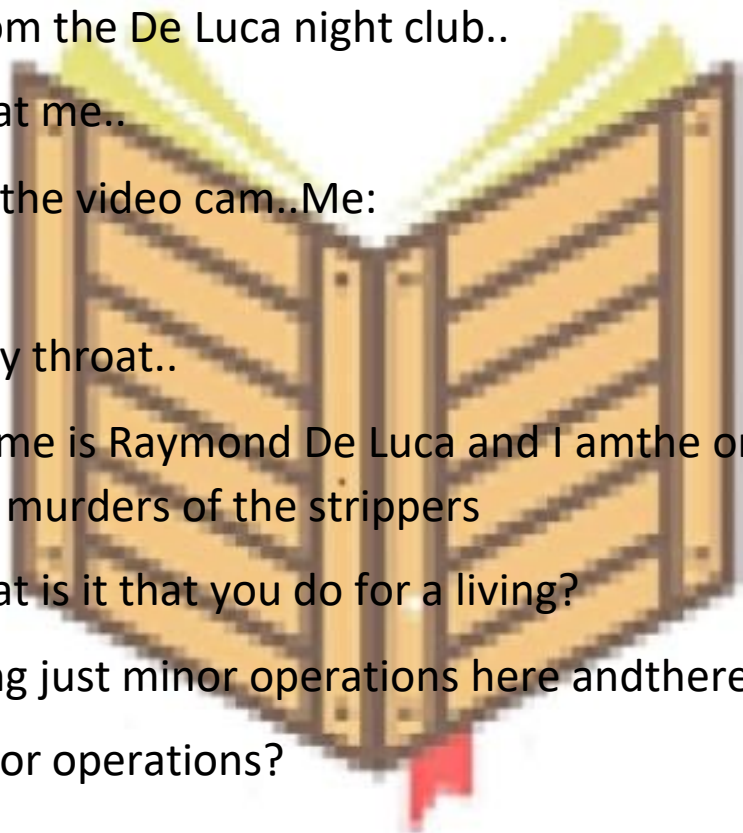 om the De Luca night club..
at me..
the video cam..Me:
y throat..
me is Raymond De Luca and I amthe o
murders of the strippers
at is it that you do for a living?
ng just minor operations here andthere
or operations?